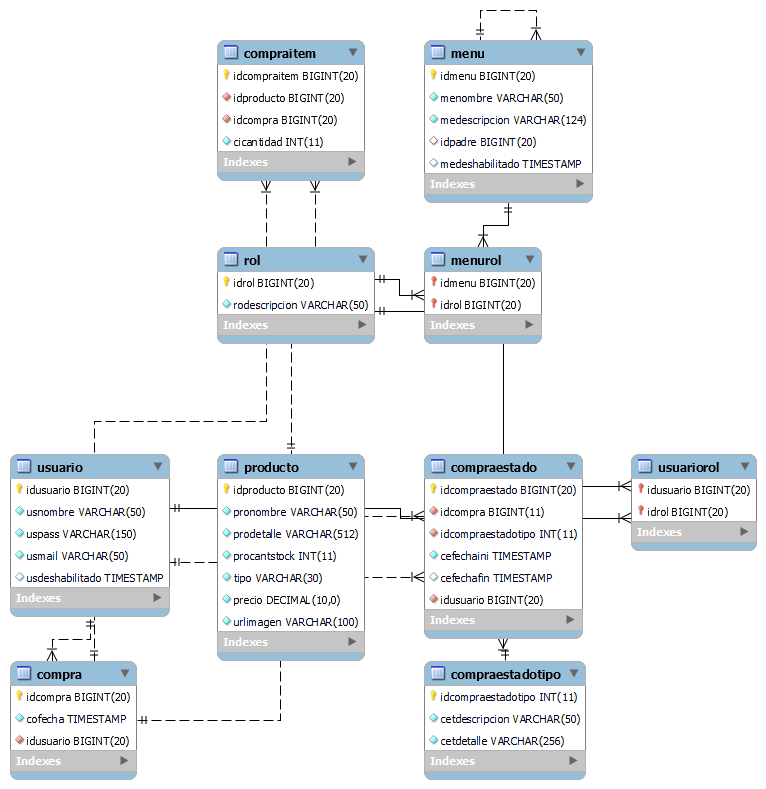 compraitem
idcompraitem BIGINT(20)
idproducto BIGINT(20)
idcompra BIGINT(20)
cicantidad INT(11)
Indexes
menu
idmenu BIGINT(20)
menombre VARCHAR(50)
medescripcion VARCHAR(124)
idpadre BIGINT(20)
medeshabilitado TIMESTAMP
Indexes
rol
idrol BIGINT(20)
rodescripcion VARCHAR(50)
Indexes
menurol
idmenu BIGINT(20)
idrol BIGINT(20)
Indexes
usuario
idusuario BIGINT(20)
usnombre VARCHAR(50)
uspass VARCHAR(150)
usmail VARCHAR(50)
usdeshabilitado TIMESTAMP
Indexes
producto
idproducto BIGINT(20)
pronombre VARCHAR(50)
prodetalle VARCHAR(512)
procantstock INT(11)
tipo VARCHAR(30)
precio DECIMAL(10,0)
urlimagen VARCHAR(100)
Indexes
compraestado
idcompraestado BIGINT(20)
idcompra BIGINT(11)
idcompraestadotipo INT(11)
cefechaini TIMESTAMP
cefechafin TIMESTAMP
idusuario BIGINT(20)
Indexes
usuariorol
idusuario BIGINT(20)
idrol BIGINT(20)
Indexes
compra
idcompra BIGINT(20)
cofecha TIMESTAMP
idusuario BIGINT(20)
Indexes
compraestadotipo
idcompraestadotipo INT(11)
cetdescripcion VARCHAR(50)
cetdetalle VARCHAR(256)
Indexes